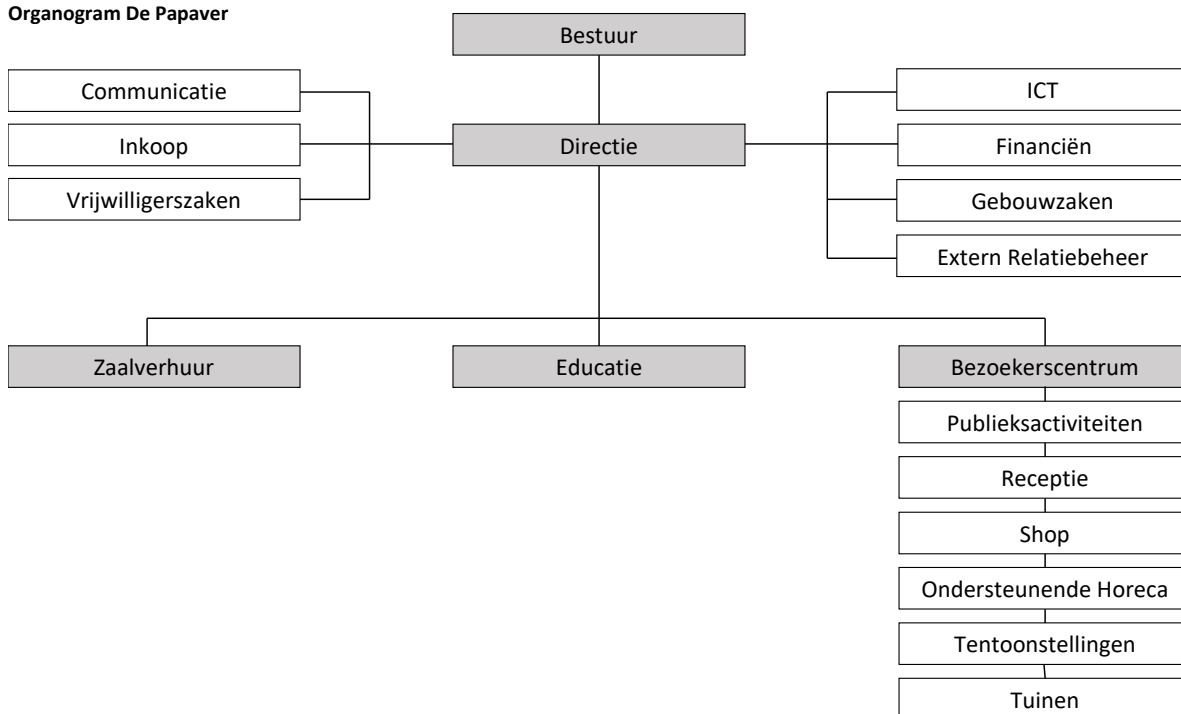 Organogram De Papaver
Bestuur
Communicatie
ICT
Inkoop
Directie
Financiën
Vrijwilligerszaken
Gebouwzaken
Extern Relatiebeheer
Zaalverhuur
Educatie
Bezoekerscentrum
Publieksactiviteiten
Receptie
Shop
Ondersteunende Horeca
Tentoonstellingen
Tuinen